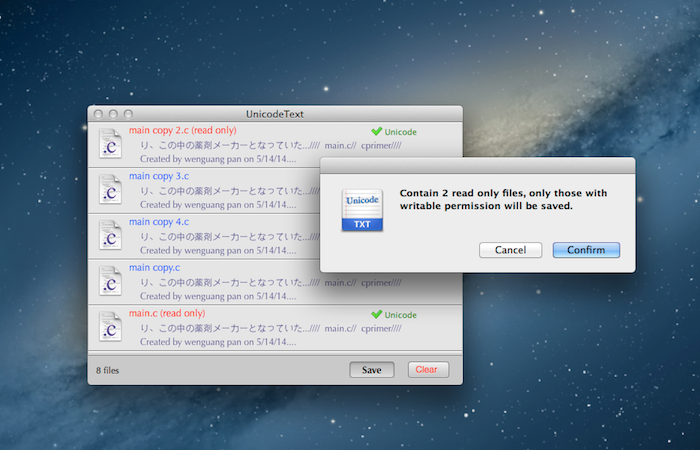 UnicodeText
main copy 2.c (read only)
Unicode
り、この中の薬剤メーカーとなっていた...//// main.c// cprimer////
Created by wenguang pan on 5/14/14....
.c
main copy 3.c
り、この中の薬剤メーカーとなっていた
Created by wenguang pan on 5/14/14....
.c
main copy 4.c
り、この中の薬剤メーカーとなっていた
Created by wenguang pan on 5/14/14....
.c
main copy.c
り、この中の薬剤メーカーとなっていた...//// main.c// cprimer////
Created by wenguang pan on 5/14/14....
.c
main.c (read only)
Unicode
り、この中の薬剤メーカーとなっていた...//// main.c// cprimer////
Created by wenguang pan on 5/14/14....
.c
8 files
Save
Clear
Unicode
TXT
Contain 2 read only files, only those with
writable permission will be saved.
Cancel
Confirm